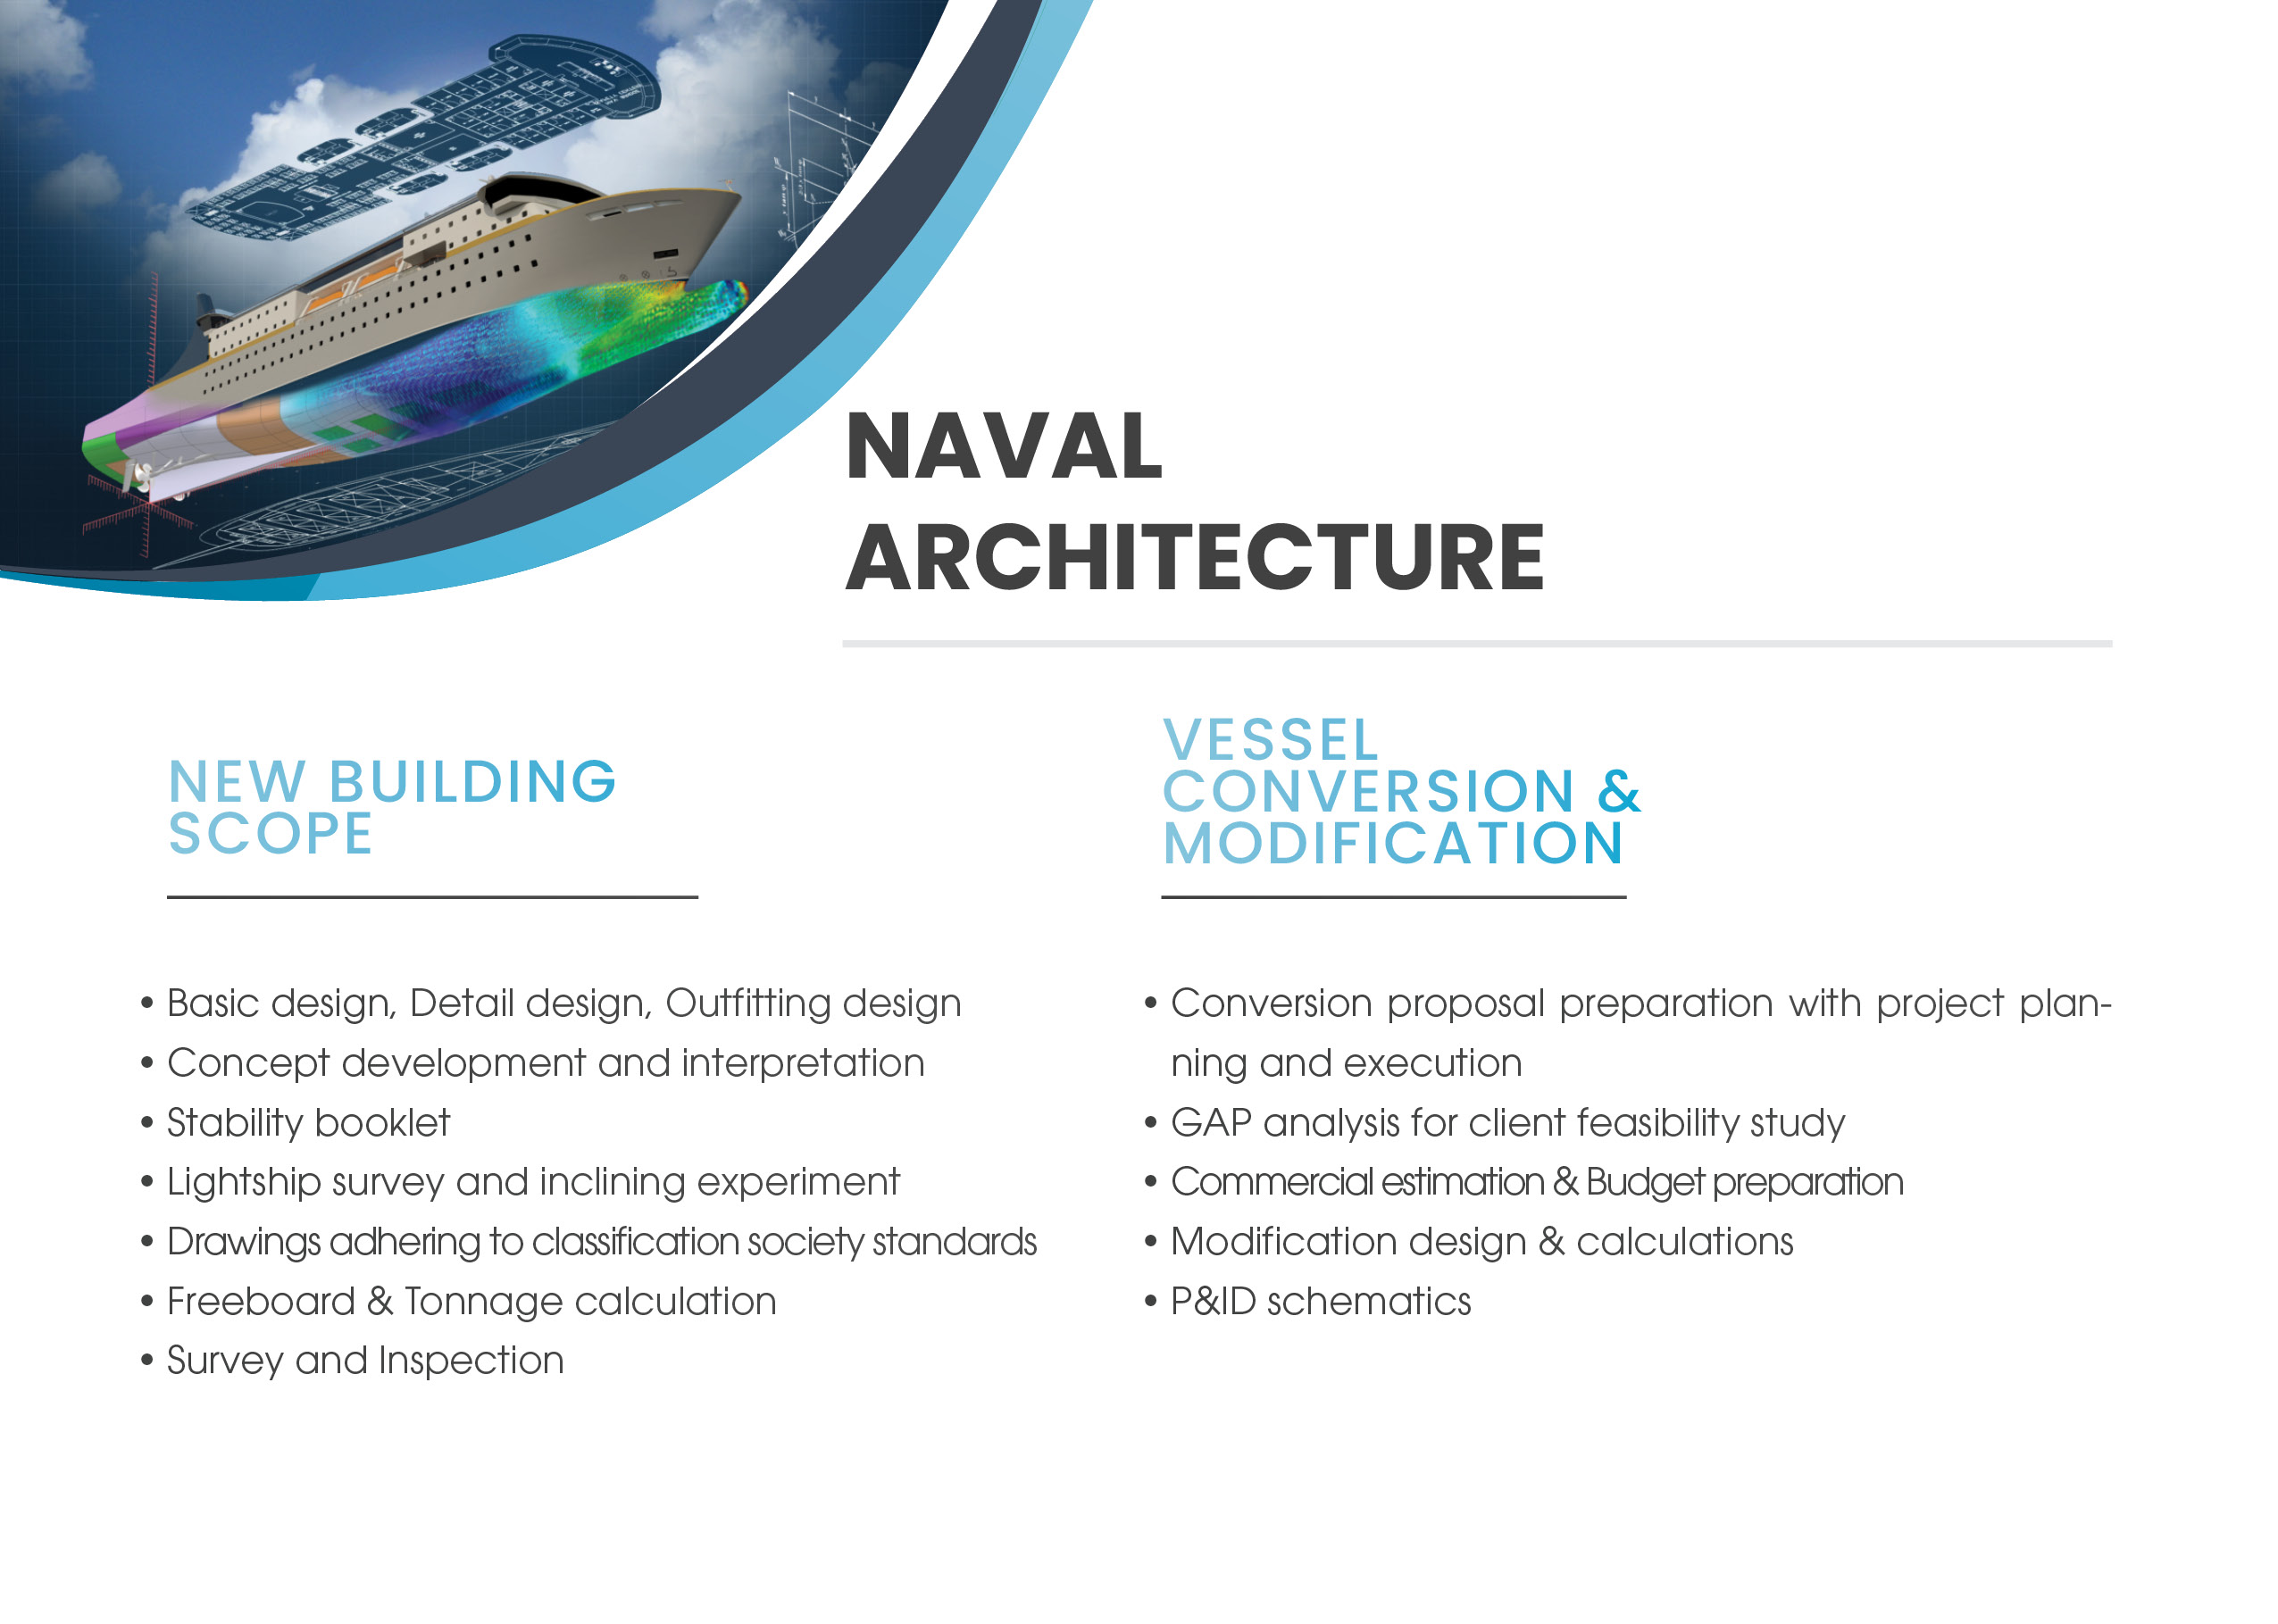 NAVAL
ARCHITECTURE
NEW BUILDING
SCOPE
• Basic design, Detail design, Outfitting design
• Concept development and interpretation
• Stability booklet
• Lightship survey and inclining experiment
• Drawings adhering to classification society standards
• Freeboard & Tonnage calculation
• Survey and Inspection
VESSEL
CONVERSION &
MODIFICATION
• Conversion proposal preparation with project plan-
ning and execution
• GAP analysis for client feasibility study
• Commercial estimation & Budget preparation
• Modification design & calculations
• P&ID schematics